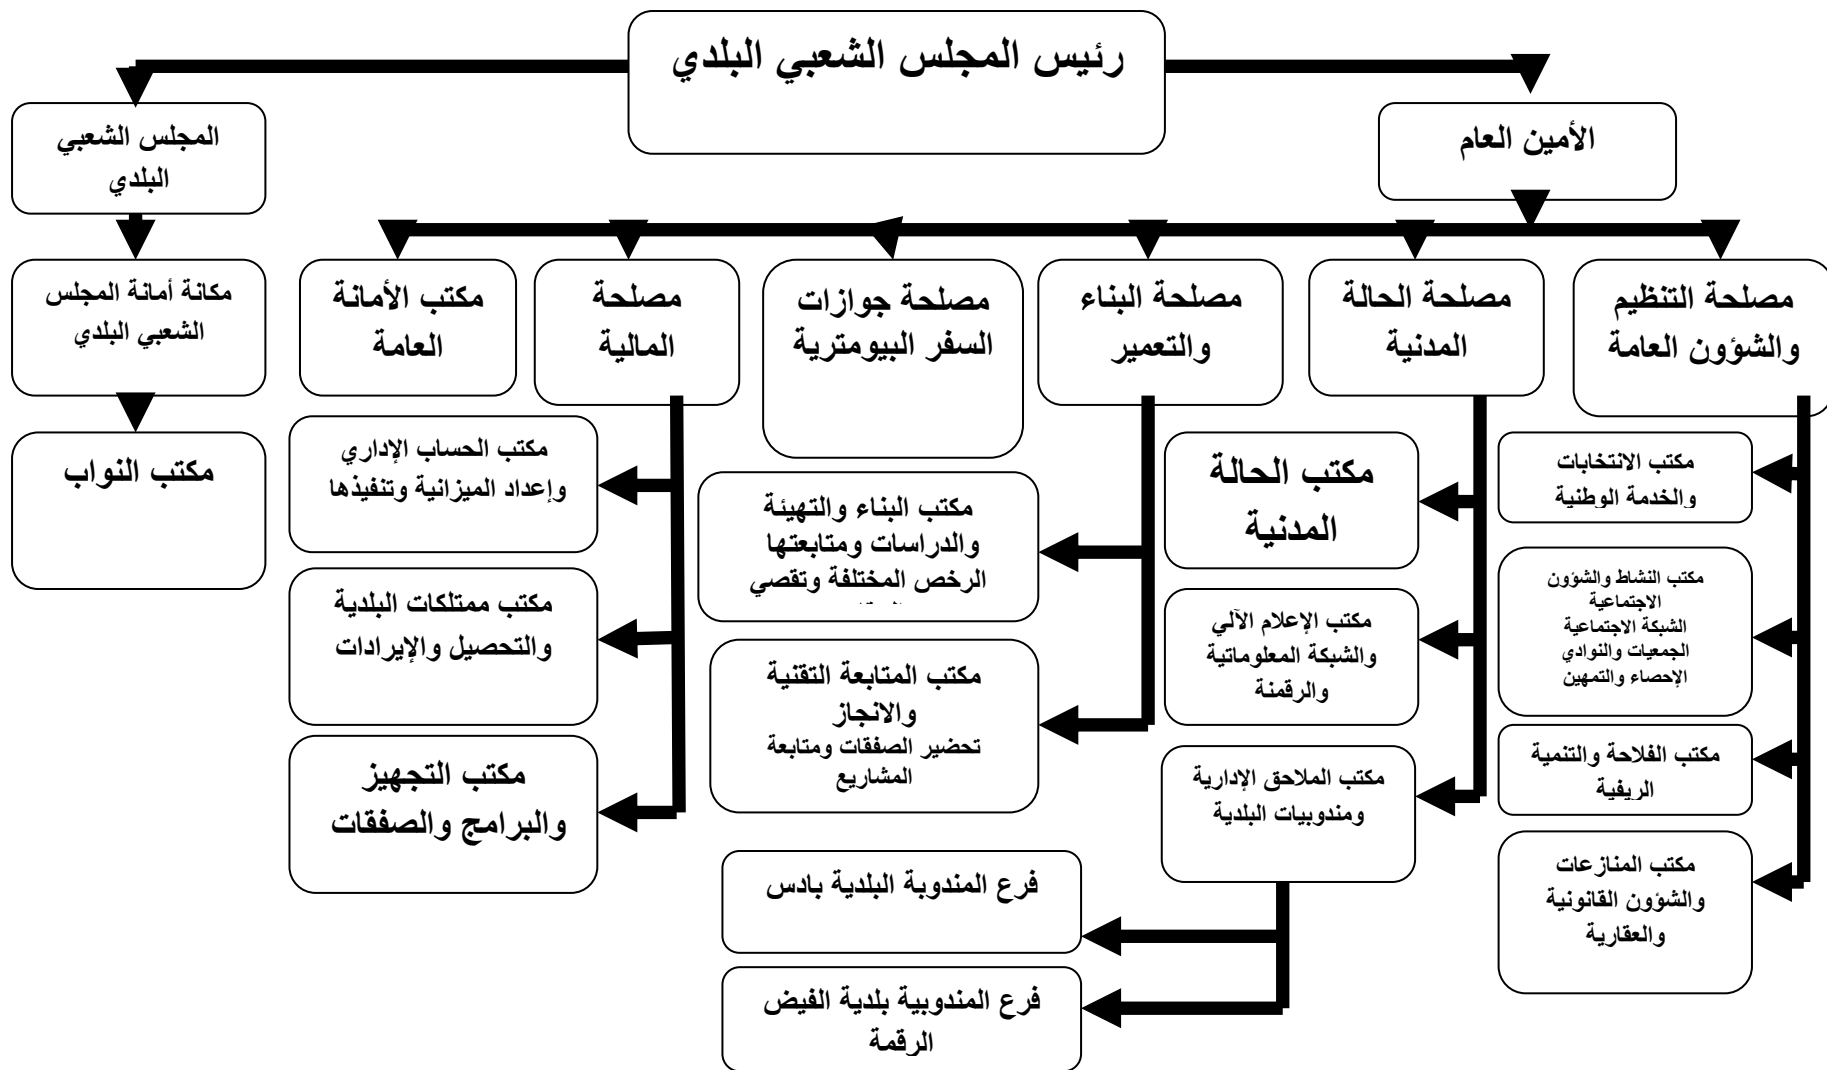 رئيس المجلس الشعبي البلدي
الأمين العام
المجلس الشعبي
البلدي
مصلحة التنظيم
والشؤون العامة
مصلحة الحالة
المدنية
مصلحة البناء
والتعمير
مصلحة جوازات
السفر البيومترية
مصلحة
المالية
مكتب الأمانة
العامة
مكانة أمانة المجلس
الشعبي البلدي
مكتب الانتخابات
والخدمة الوطنية
مكتب النشاط والشؤون
الاجتماعية
الشبكة الاجتماعية
الجمعيات والنوادي
الإحصاء والتمهين
مكتب الفلاحة والتنمية
الريفية
مكتب المنازعات
والشؤون القانونية
والعقارية
مكتب الحالة
المدنية
مكتب الإعلام الآلي
والشبكة المعلوماتية
والرقمنة
مكتب الملاحق الإدارية
ومندوبيات البلدية
مكتب البناء والتهيئة
والدراسات ومتابعتها
الرخص المختلفة وتقصي
مكتب المتابعة التقنية
والانجاز
تحضير الصفقات ومتابعة
المشاريع
فرع المندوبة البلدية بادس
فرع المندوبية بلدية الفيض
الرقمة
مكتب الحساب الإداري
وإعداد الميزانية وتنفيذها
مكتب ممتلكات البلدية
والتحصيل والإيرادات
مكتب التجهيز
والبرامج والصفقات
مكتب النواب